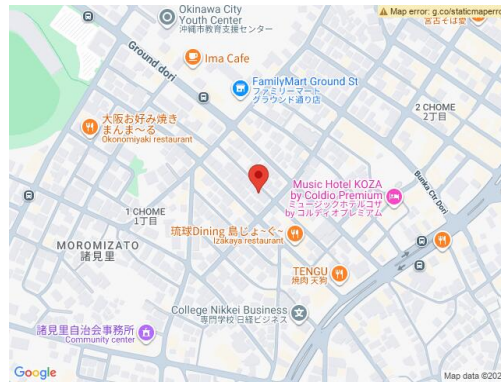 Map error: g.co/staticmaperro
Okinawa City
Youth Center
沖縄市教育支援センター
宮古そば愛
Ima Cafe
Ground dori
FamilyMart Ground St
ファミリーマート
グラウンド通り店
大阪お好み焼き
まんま~る
Okonomiyaki restaurant
2 CHOME
2丁目
Music Hotel KOZA
by Coldio Premium
ミュージックホテルコザ
by コルディオプレミアム
Bunka Ctr Dori
1 CHOME
1丁目
MOROMIZATO
諸見里
琉球Dining 島じょ~ぐ~
Izakaya restaurant
TENGU
焼肉 天狗
College Nikkei Business
専門学校 日経ビジネス
諸見里自治会事務所
Community center
Google
Map data ©202